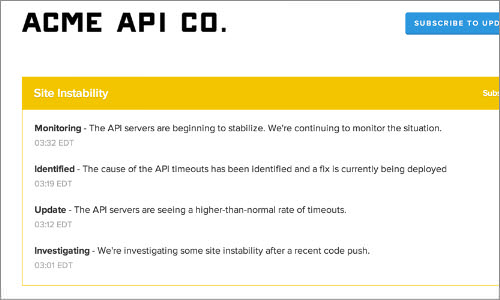 ACME API CO.
SUBSCRIBE TO UPD
Site Instability
Subs
Monitoring - The API servers are beginning to stabilize. We're continuing to monitor the situation.
03:32 EDT
Identified - The cause of the API timeouts has been identified and a fix is currently being deployed
03:19 EDT
Update - The API servers are seeing a higher-than-normal rate of timeouts.
03:12 EDT
Investigating - We're investigating some site instability after a recent code push.
03:01 EDT